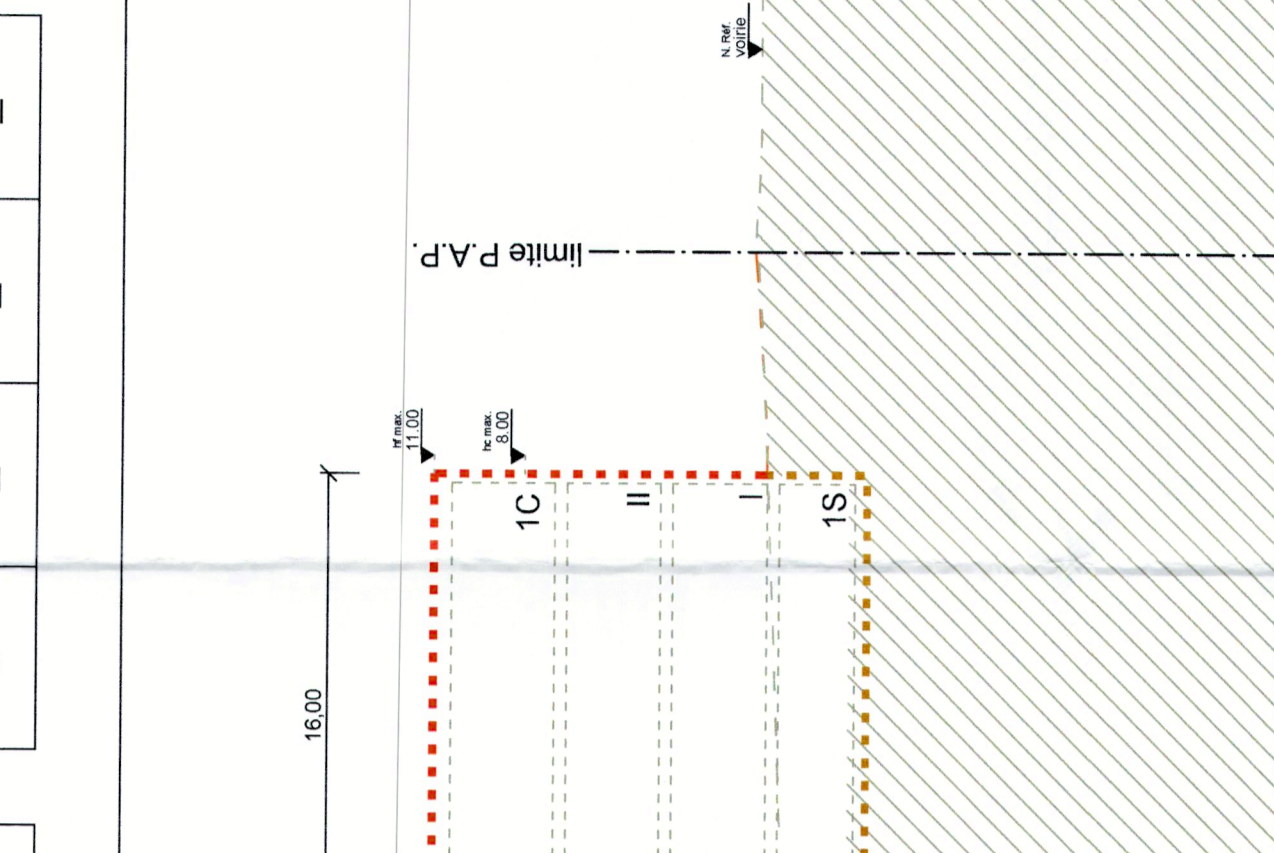 N. Réf.
voirie
limite P.A.P.
hf max.
11.00
hc max.
8.00
1C
II
I
1S
16,00